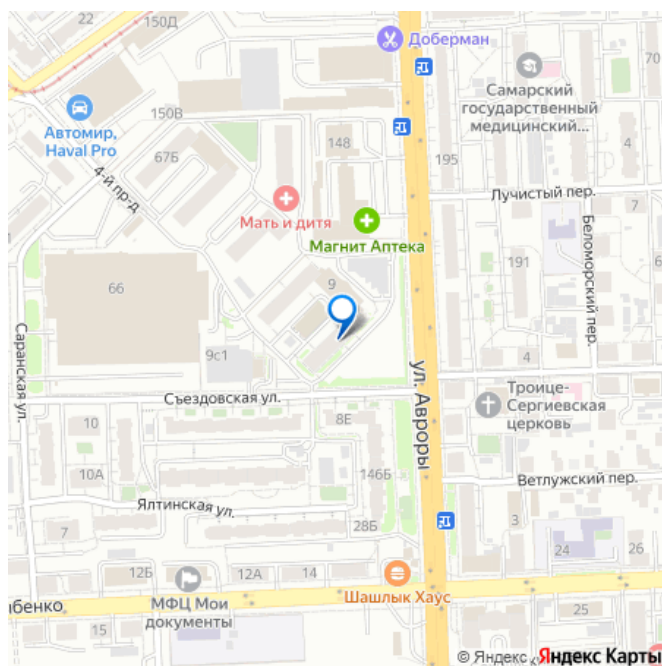 150Д
Доберман
Самарский
государственный
медицинский...
70
22
Автомир,
Haval Pro
150В
148
195
4
67Б
4-й пр-д
Мать и дитя
Лучистый пер.
7
Магнит Аптека
Беломорский пер.
191
6
66
9
Саранская ул.
9с1
ул. Авроры
4
Съездовская ул.
Троице-
Сергиевская
церковь
10
8Е
10А
146Б
Ветлужский пер.
Ялтинская ул.
7
28Б
3
24
26
12Б
12А
14
бенко
МФЦ Мои
документы
Шашлык Хаус
15
25
© Яндекс
Яндекс Карты